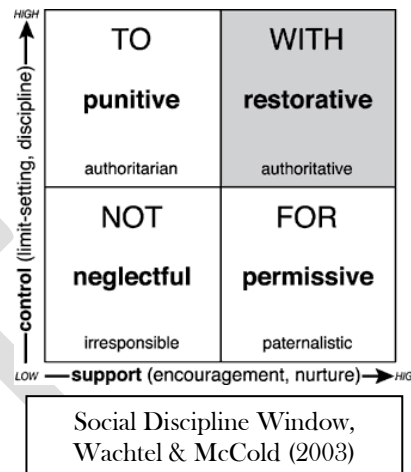 HIGH
TO
punitive
authoritarian
WITH
restorative
authoritative
NOT
neglectful
irresponsible
FOR
permissive
paternalistic
control (limit-setting, discipline)
LOW
support (encouragement, nurture)
HIG
Social Discipline Window,
Wachtel & McCold (2003)